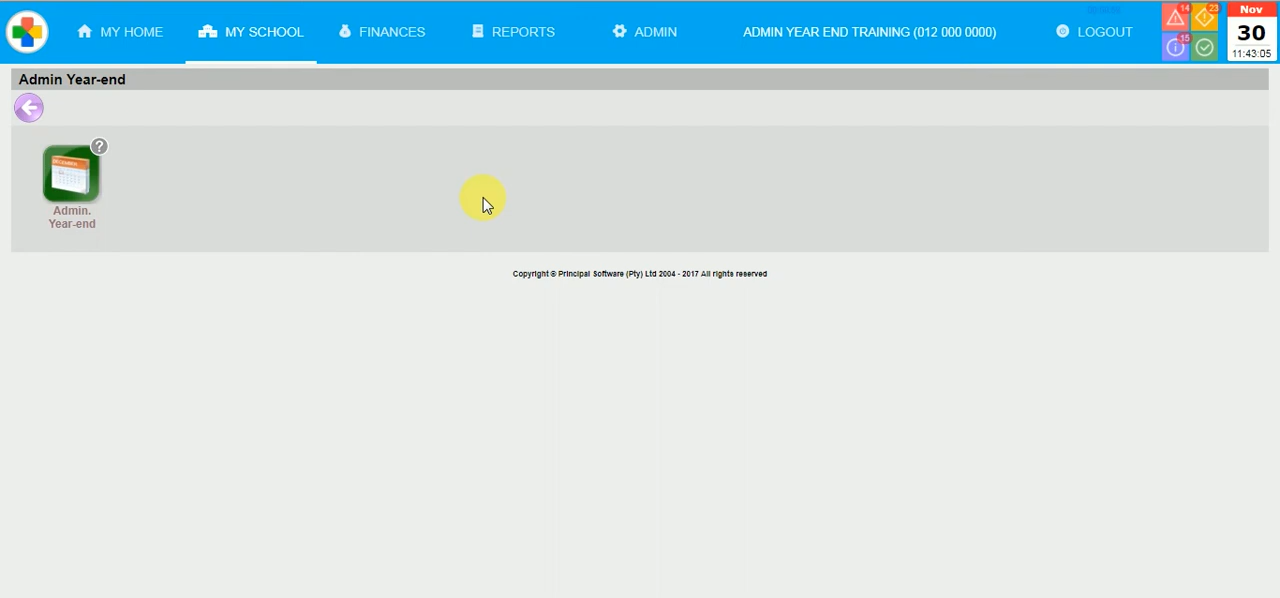 MY HOME
MY SCHOOL
FINANCES
REPORTS
ADMIN
ADMIN YEAR END TRAINING (012 000 0000)
LOGOUT
14
23
15
Nov
30
11:43:05
Admin Year-end
?
DECEMBER
Admin.
Year-end
Copyright © Principal Software (Pty) Ltd 2004 - 2017 All rights reserved